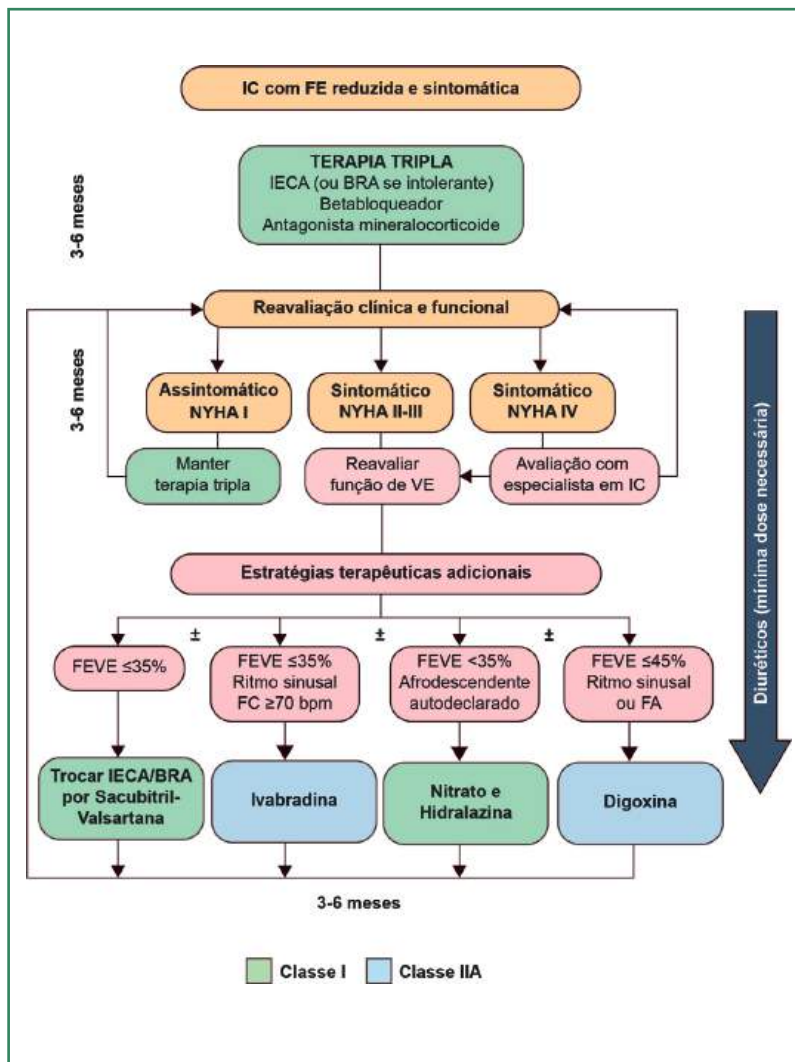 IC com FE reduzida e sintomática
TERAPIA TRIPLA
IECA (ou BRA se intolerante)
Betabloqueador
Antagonista mineralocorticoide
3-6 meses
Reavaliação clínica e funcional
3-6 meses
Assintomático
NYHA I
Sintomático
NYHA II-III
Sintomático
NYHA IV
Manter
terapia tripla
Reavaliar
função de VE
Avaliação com
especialista em IC
Estratégias terapêuticas adicionais
± ± ±
FEVE ≤35%
FEVE ≤35%
Ritmo sinusal
FC ≥70 bpm
FEVE <35%
Afrodescendente
autodeclarado
FEVE ≤45%
Ritmo sinusal
ou FA
Trocar IECA/BRA
por Sacubitril-
Valsartana
Ivabradina
Nitrato e
Hidralazina
Digoxina
3-6 meses
Diuréticos (mínima dose necessária)
Classe I
Classe IIA